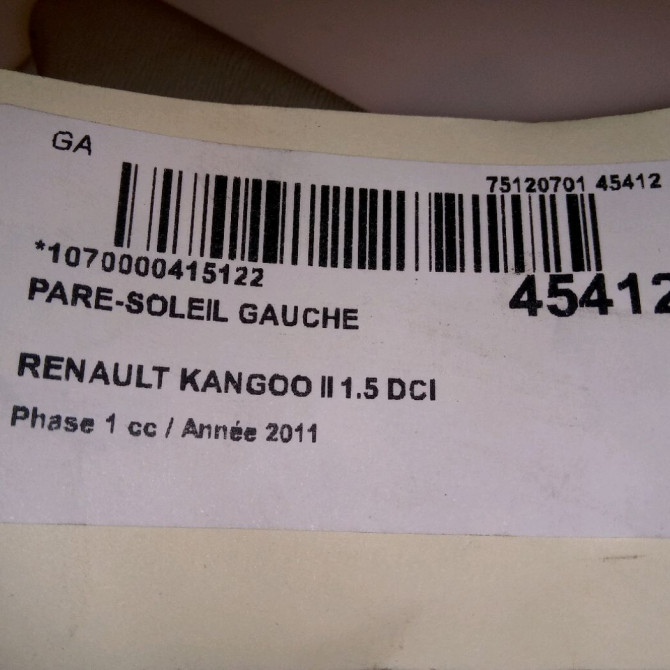 GA
75120701 45412
*1070000415122
45412
PARE-SOLEIL GAUCHE
RENAULT KANGOO II 1.5 DCI
Phase 1 cc / Année 2011